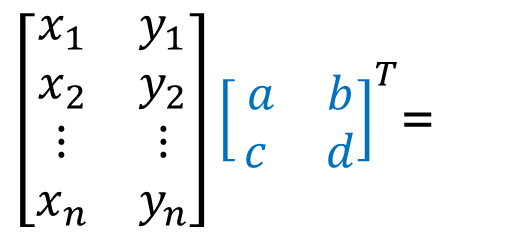 x₁ y₁
x₂ y₂
⋮ ⋮
xₙ yₙ
a b
c d
T
=